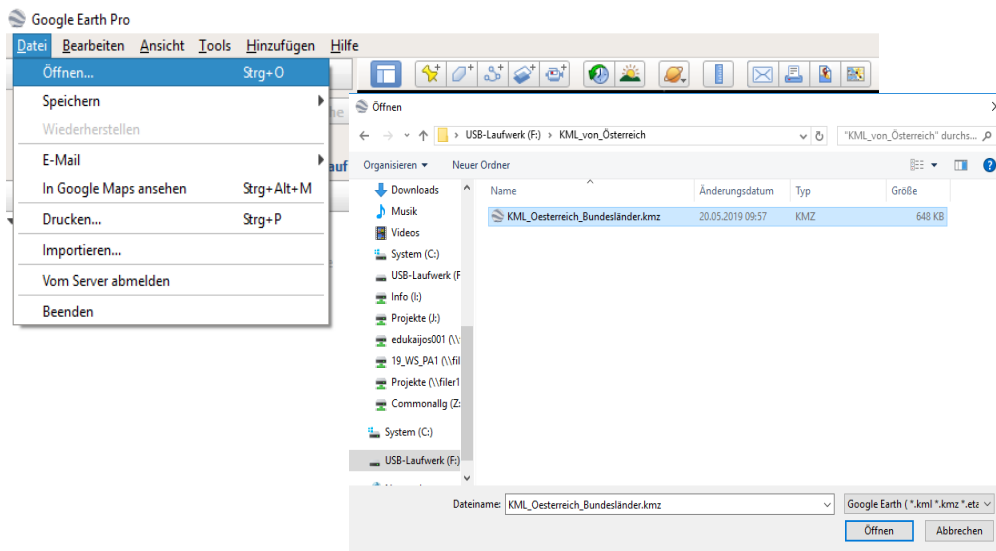 Google Earth Pro
Datei Bearbeiten Ansicht Tools Hinzufügen Hilfe
Öffnen... Strg+O
Speichern
Wiederherstellen
E-Mail
In Google Maps ansehen Strg+Alt+M
Drucken... Strg+P
Importieren...
Vom Server abmelden
Beenden
Öffnen
USB-Laufwerk (F:) > KML_von_Österreich
"KML_von_Österreich" durchs...
Organisieren Neuer Ordner
Name Änderungsdatum Typ Größe
KML_Oesterreich_Bundesländer.kmz 20.05.2019 09:57 KMZ 648 KB
Downloads
Musik
Videos
System (C:)
USB-Laufwerk (F
Info (I:)
Projekte (J:)
edukaijos001 (\\
19_WS_PA1 (\\fil
Projekte (\\filer1
Commonallg (Z:
System (C:)
USB-Laufwerk (F:)
Dateiname: KML_Oesterreich_Bundesländer.kmz
Google Earth ( *.kml *.kmz *.eta
Öffnen Abbrechen